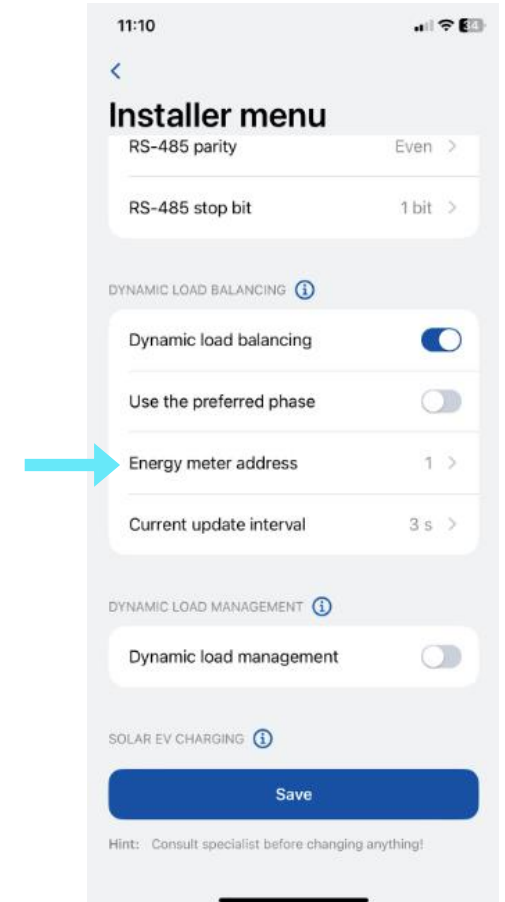 11:10
34
Installer menu
RS-485 parity Even
RS-485 stop bit 1 bit
DYNAMIC LOAD BALANCING
Dynamic load balancing
Use the preferred phase
Energy meter address 1
Current update interval 3 s
DYNAMIC LOAD MANAGEMENT
Dynamic load management
SOLAR EV CHARGING
Save
Hint: Consult specialist before changing anything!